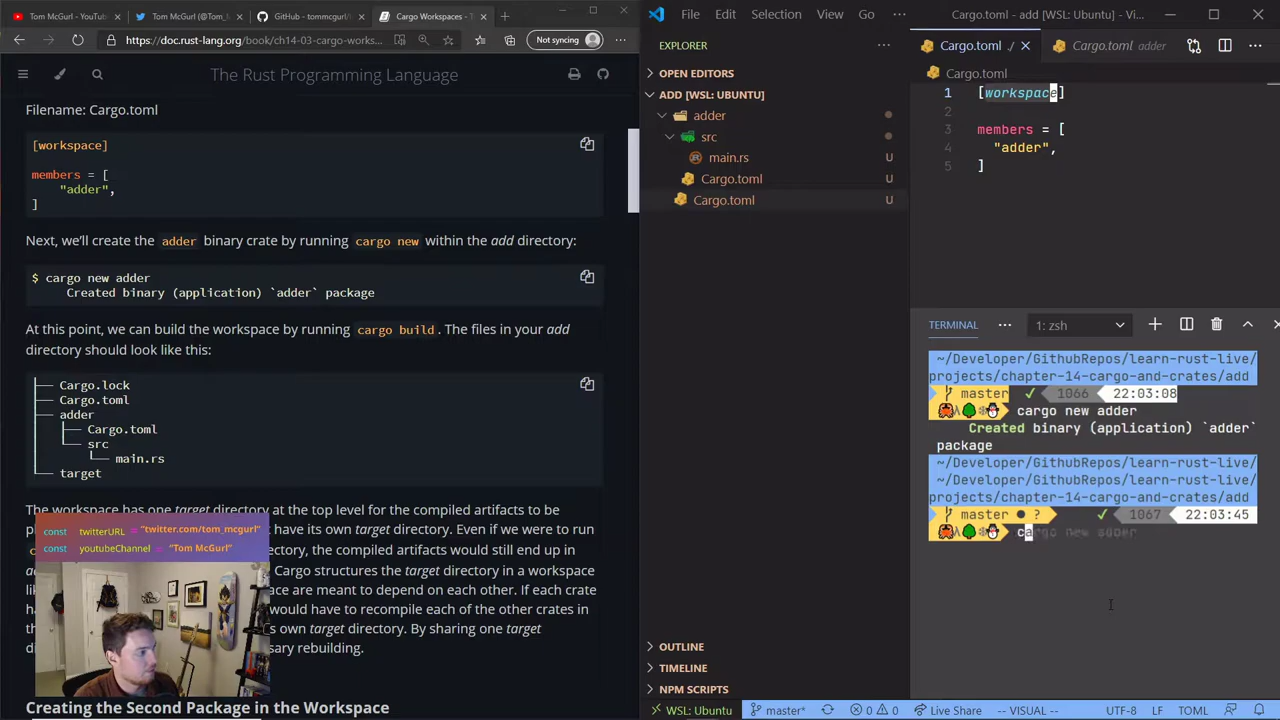 Tom McGurl - YouTu
Tom McGurl (@Tom_M
GitHub - tommcgurl/
Cargo Workspaces - T
https://doc.rust-lang.org/book/ch14-03-cargo-works...
Not syncing
The Rust Programming Language
Filename: Cargo.toml
[workspace]
members = [
"adder",
]
Next, we'll create the adder binary crate by running cargo new within the add directory:
$ cargo new adder
Created binary (application) `adder` package
At this point, we can build the workspace by running cargo build. The files in your add
directory should look like this:
├── Cargo.lock
├── Cargo.toml
├── adder
│   ├── Cargo.toml
│   └── src
│       └── main.rs
└── target
The workspace has one target directory at the top level for the compiled artifacts to be
have its own target directory. Even if we were to run
directory, the compiled artifacts would still end up in
Cargo structures the target directory in a workspace
are meant to depend on each other. If each crate
would have to recompile each of the other crates in
own target directory. By sharing one target
rebuilding.
const twitterURL = "twitter.com/tom_mcgurl"
const youtubeChannel = "Tom McGurl"
Creating the Second Package in the Workspace
File Edit Selection View Go ···
Cargo.toml - add [WSL: Ubuntu] - Vi...
EXPLORER
OPEN EDITORS
ADD [WSL: UBUNTU]
adder
src
main.rs U
Cargo.toml U
Cargo.toml U
OUTLINE
TIMELINE
NPM SCRIPTS
Cargo.toml ./
Cargo.toml adder
Cargo.toml
1 [workspace]
2
3 members = [
4 "adder",
5 ]
TERMINAL ··· 1: zsh
~/Developer/GithubRepos/learn-rust-live/
projects/chapter-14-cargo-and-crates/add
master ✓ 1066 22:03:08
cargo new adder
Created binary (application) `adder`
package
~/Developer/GithubRepos/learn-rust-live/
~/Developer/GithubRepos/learn-rust-live/
projects/chapter-14-cargo-and-crates/add
master ● ? ✓ 1067 22:03:45
cargo new adder
WSL: Ubuntu master* 0 0 Live Share -- VISUAL -- UTF-8 LF TOML